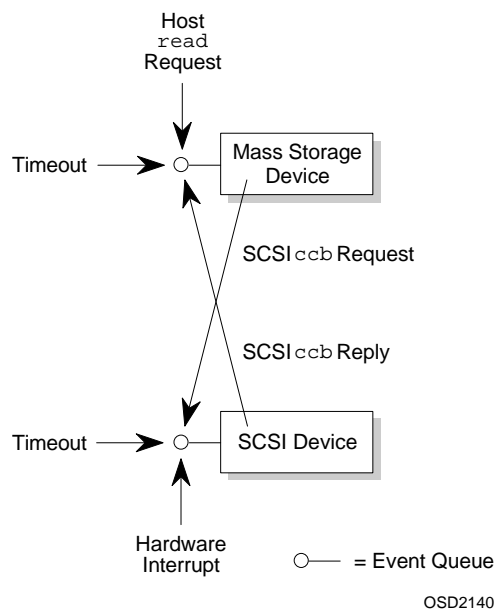 Host
read
Request
Timeout
Mass Storage
Device
SCSI ccb Request
SCSI ccb Reply
Timeout
SCSI Device
Hardware
Interrupt
= Event Queue
OSD2140